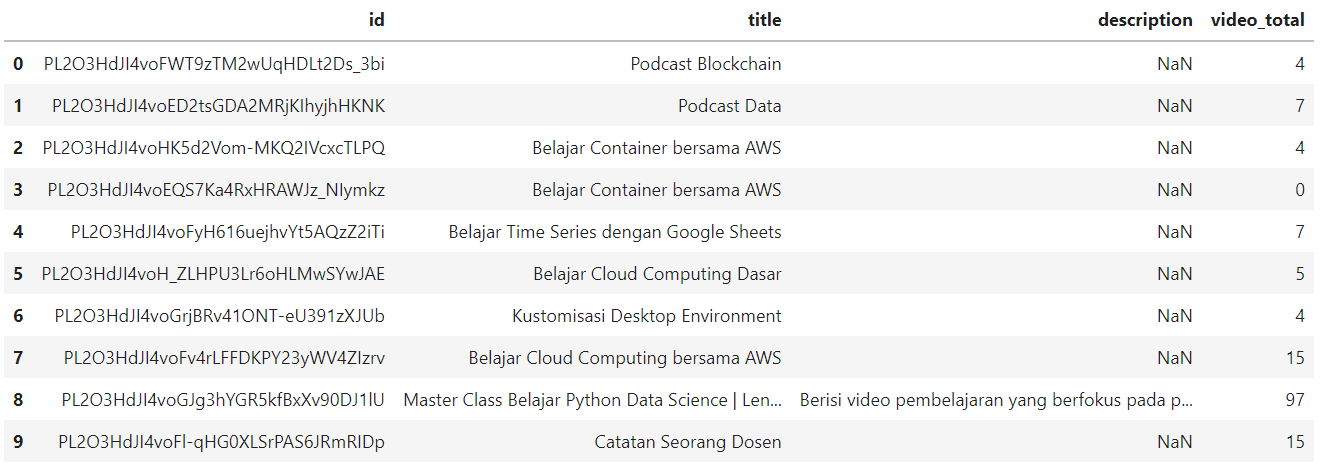 id title description video_total
0 PL2O3HdJI4voFWT9zTM2wUqHDLt2Ds_3bi Podcast Blockchain NaN 4
1 PL2O3HdJI4voED2tsGDA2MRjKIhyjhHKNK Podcast Data NaN 7
2 PL2O3HdJI4voHK5d2Vom-MKQ2IVcxcTLPQ Belajar Container bersama AWS NaN 4
3 PL2O3HdJI4voEQS7Ka4RxHRAWJz_NIymkz Belajar Container bersama AWS NaN 0
4 PL2O3HdJI4voFyH616uejhvYt5AQzZ2iTi Belajar Time Series dengan Google Sheets NaN 7
5 PL2O3HdJI4voH_ZLHPU3Lr6oHLMwSYwJAE Belajar Cloud Computing Dasar NaN 5
6 PL2O3HdJI4voGrjBRv41ONT-eU391zXJUb Kustomisasi Desktop Environment NaN 4
7 PL2O3HdJI4voFv4rLFFDKPY23yWV4ZIzrv Belajar Cloud Computing bersama AWS NaN 15
8 PL2O3HdJI4voGJg3hYGR5kfBxXv90DJ1lU Master Class Belajar Python Data Science | Len... Berisi video pembelajaran yang berfokus pada p... 97
9 PL2O3HdJI4voFl-qHG0XLSrPAS6JRmRIDp Catatan Seorang Dosen NaN 15